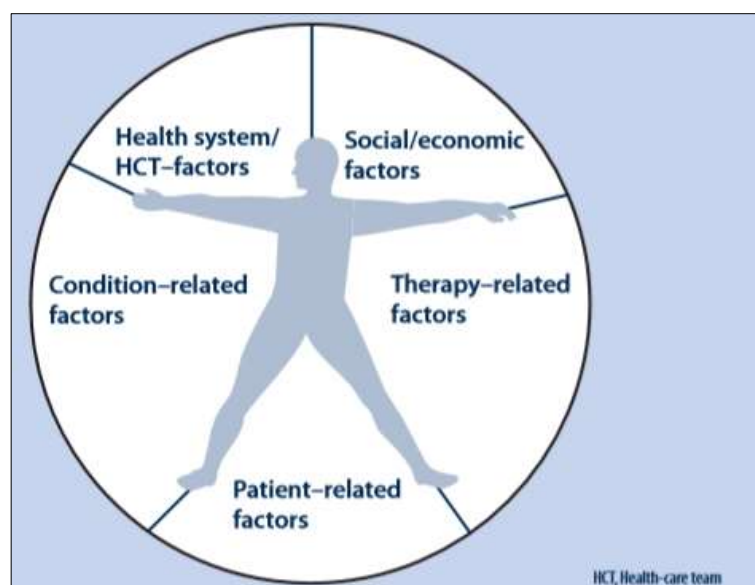 Health system/
HCT–factors
Social/economic
factors
Condition–related
factors
Therapy–related
factors
Patient–related
factors
HCT, Health-care team